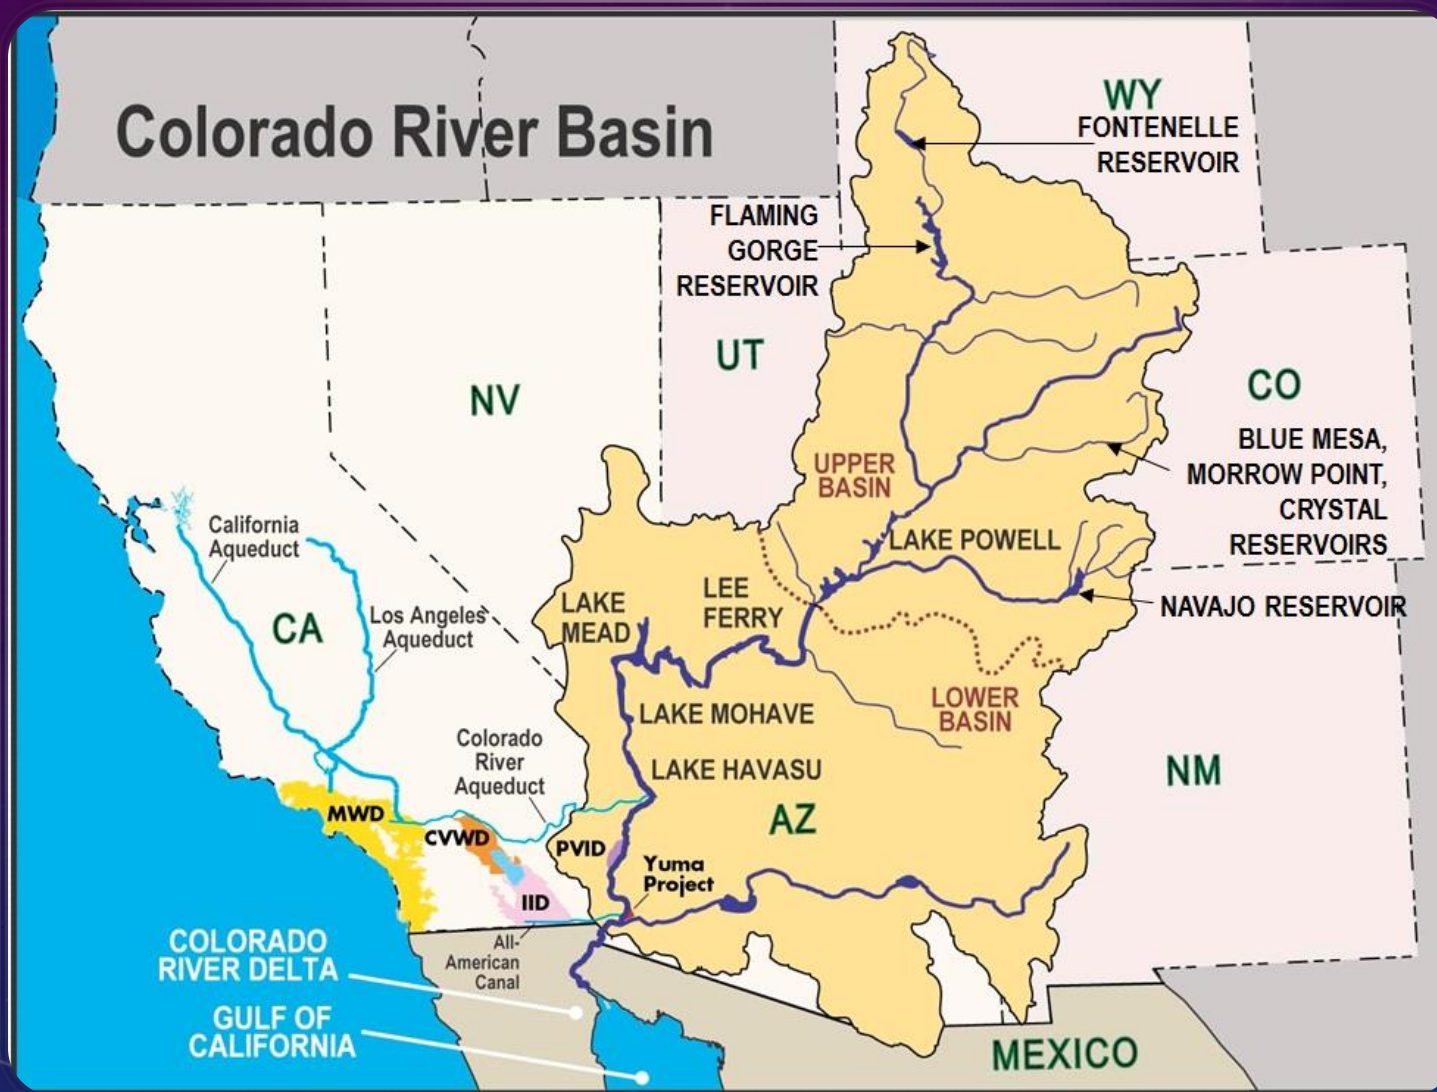 Colorado River Basin
WY
FONTENELLE
RESERVOIR
FLAMING
GORGE
RESERVOIR
UT
NV
CO
BLUE MESA,
MORROW POINT,
CRYSTAL
RESERVOIRS
UPPER
BASIN
California
Aqueduct
LAKE POWELL
LEE
FERRY
LAKE
MEAD
NAVAJO RESERVOIR
CA
Los Angeles
Aqueduct
LOWER
BASIN
LAKE MOHAVE
Colorado
River
Aqueduct
LAKE HAVASU
NM
AZ
MWD
CVWD
PVID
Yuma
Project
IID
All-
American
Canal
COLORADO
RIVER DELTA
GULF OF
CALIFORNIA
MEXICO